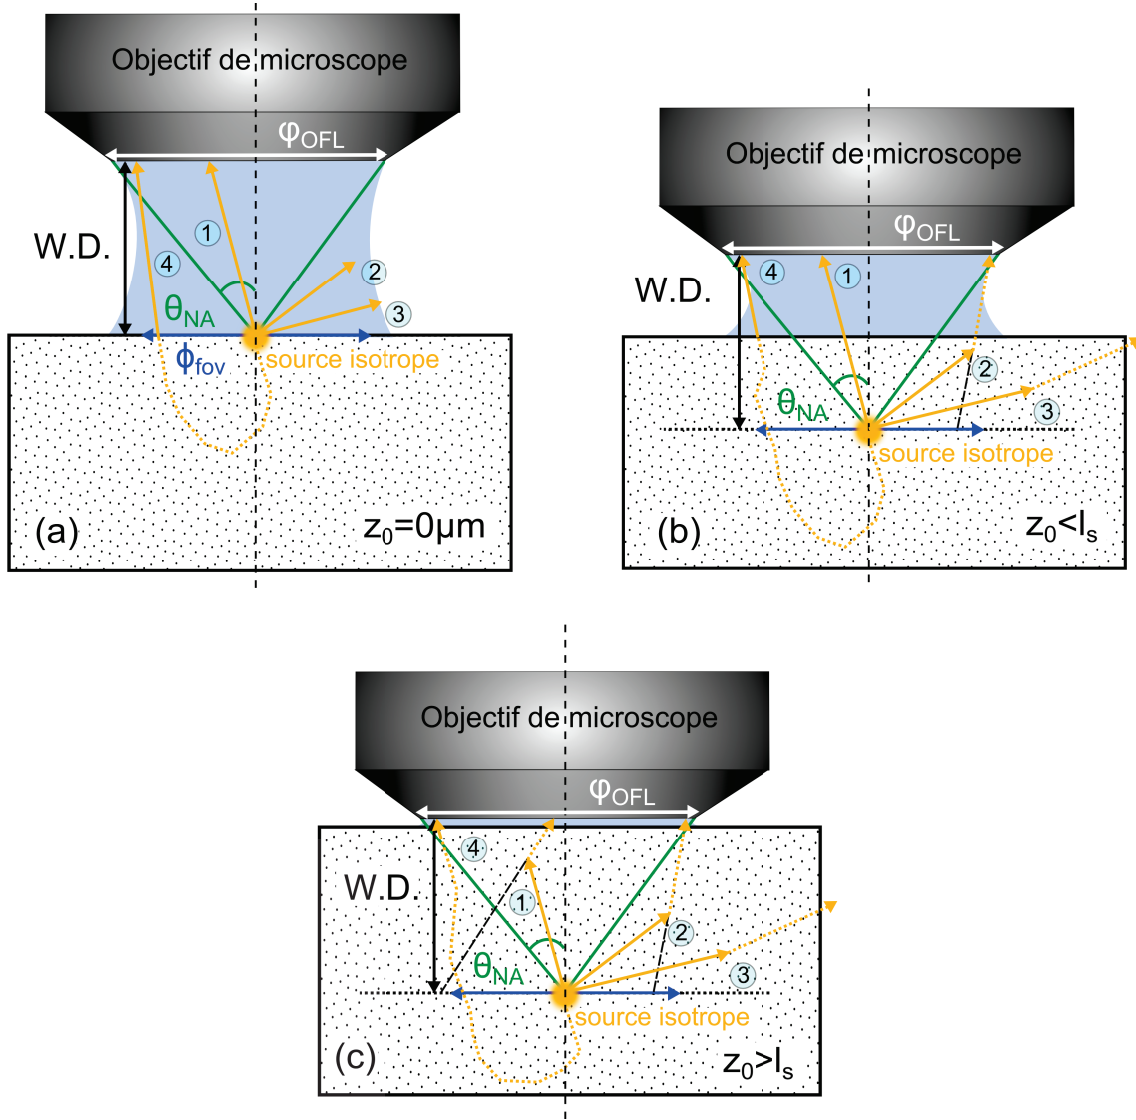 Objectif de microscope
φOFL
W.D.
1
4
2
3
θNA
ϕfov
source isotrope
(a)
z0=0µm
Objectif de microscope
φOFL
W.D.
4
1
2
3
θNA
source isotrope
(b)
z0<ls
Objectif de microscope
φOFL
W.D.
4
1
2
3
θNA
source isotrope
(c)
z0>ls